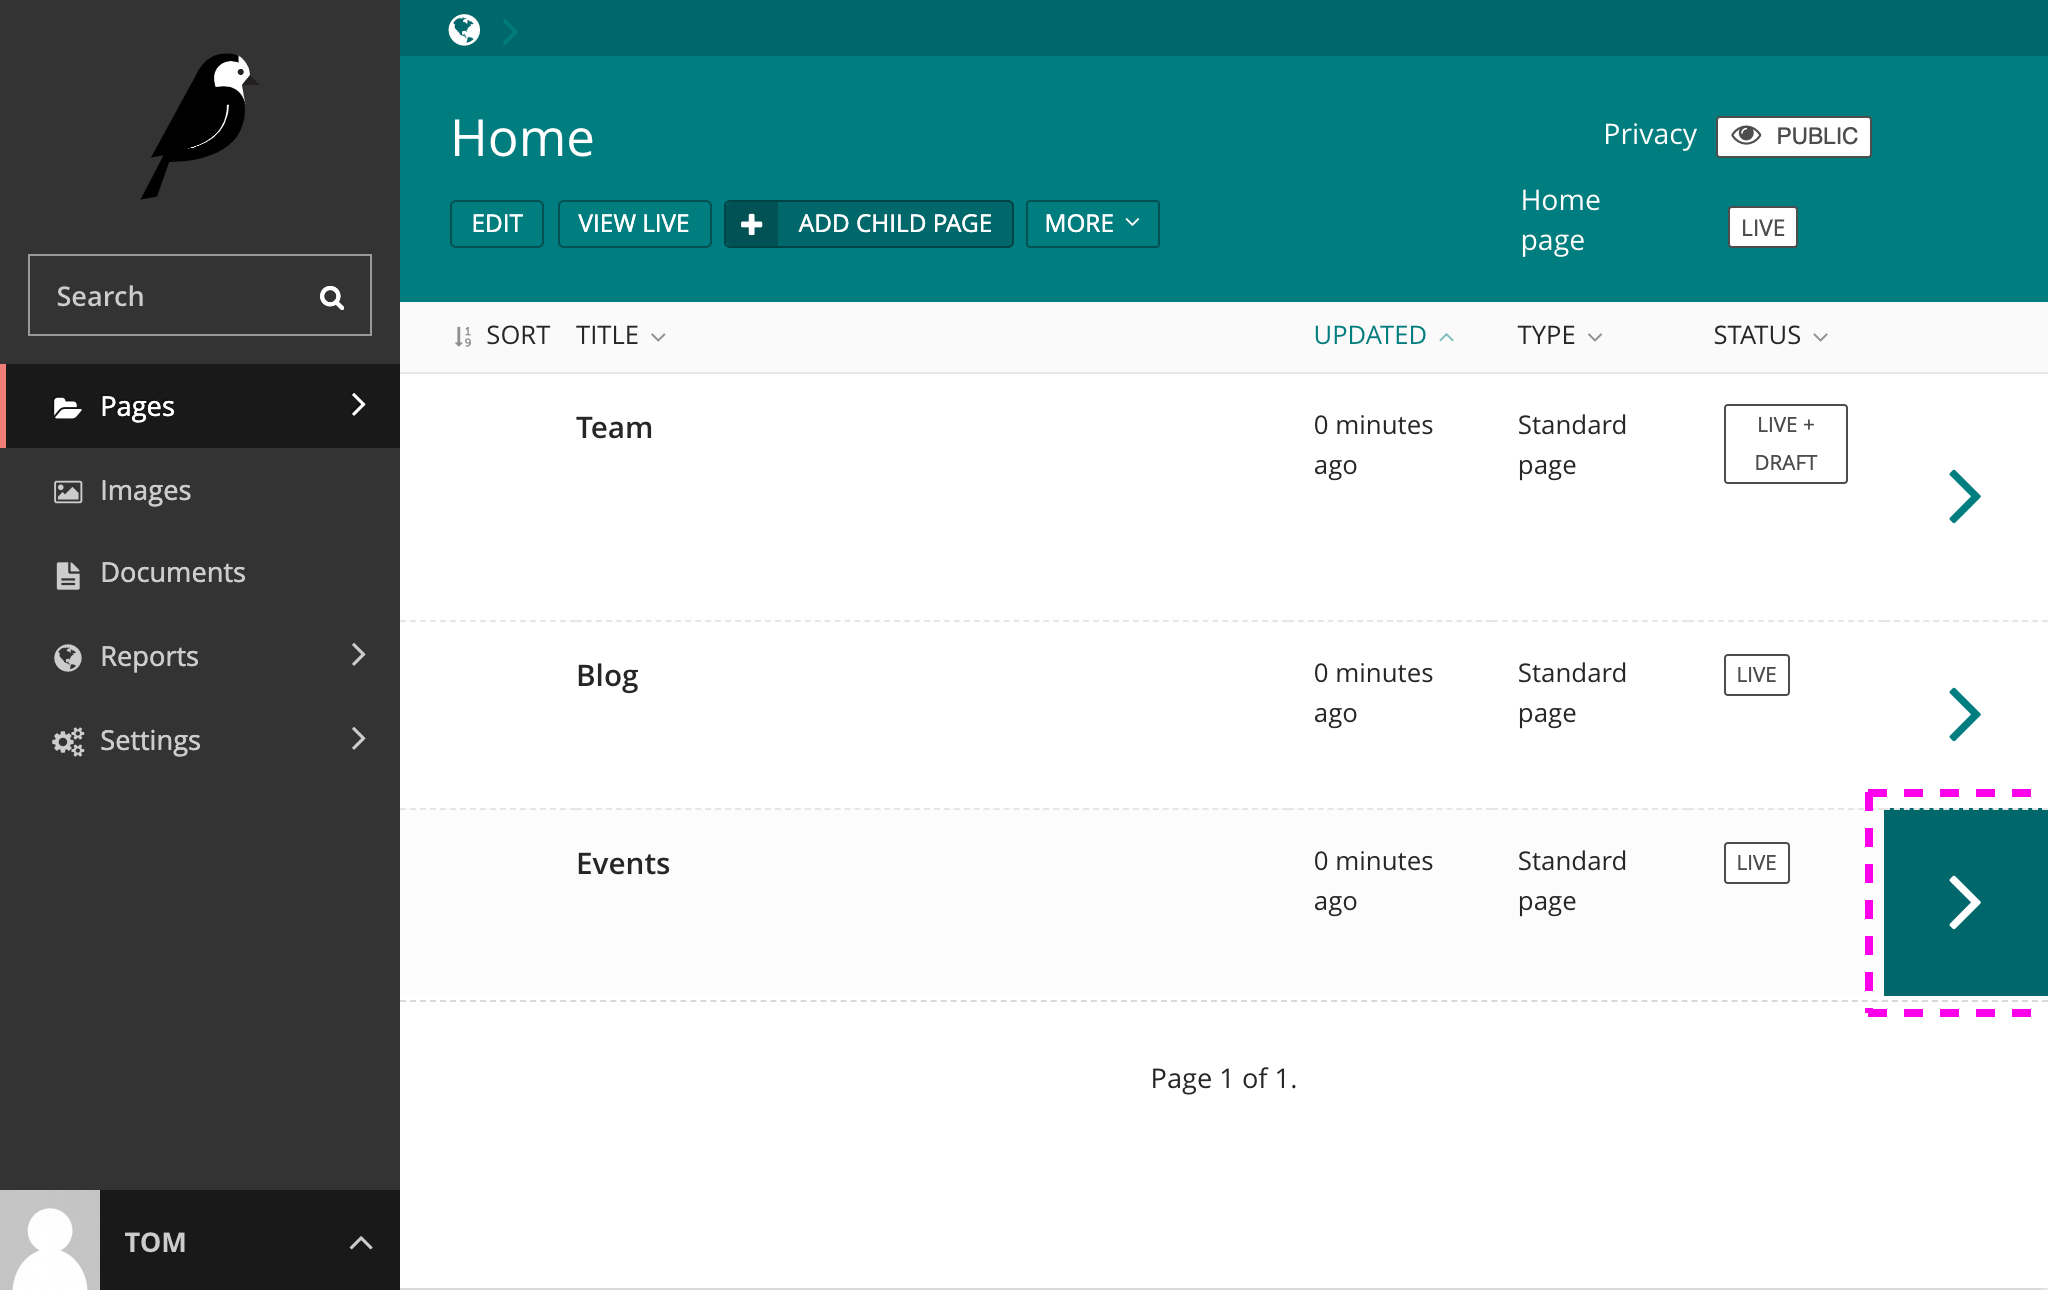 Home
Privacy PUBLIC
EDIT VIEW LIVE ADD CHILD PAGE MORE
Home
page
LIVE
Search
Pages
Images
Documents
Reports
Settings
TOM
SORT TITLE UPDATED TYPE STATUS
Team
0 minutes
ago
Standard
page
LIVE +
DRAFT
Blog
0 minutes
ago
Standard
page
LIVE
Events
0 minutes
ago
Standard
page
LIVE
Page 1 of 1.